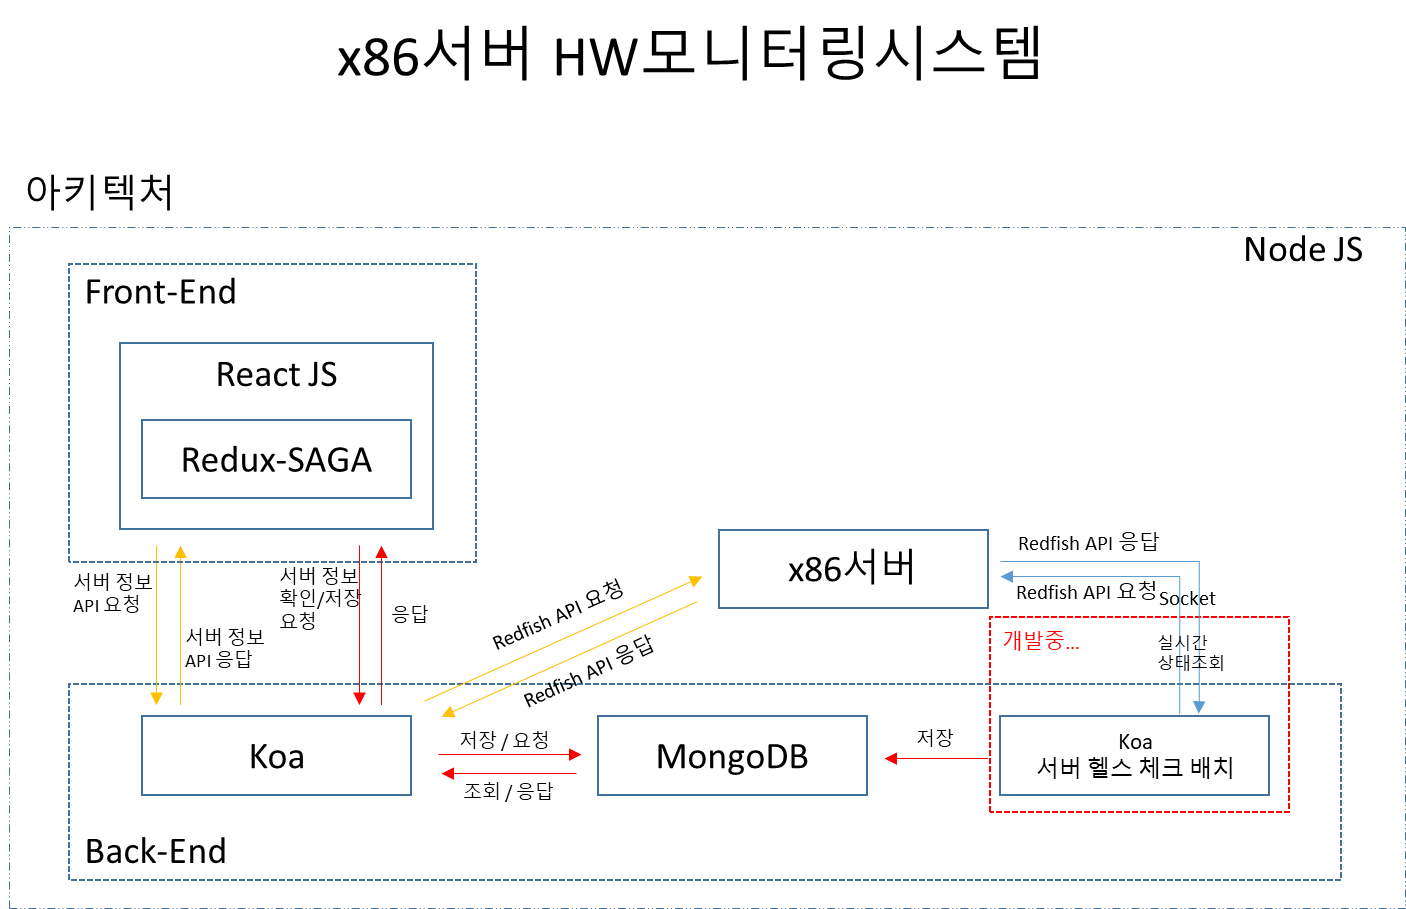 x86서버 HW모니터링시스템
아키텍처
Node JS
Front-End
React JS
Redux-SAGA
서버 정보
API 요청
서버 정보
API 응답
서버 정보
확인/저장
요청
응답
Redfish API 요청
Redfish API 응답
x86서버
Redfish API 응답
Redfish API 요청
Socket
개발중...
실시간
상태조회
Koa
저장 / 요청
조회 / 응답
MongoDB
저장
Koa
서버 헬스 체크 배치
Back-End